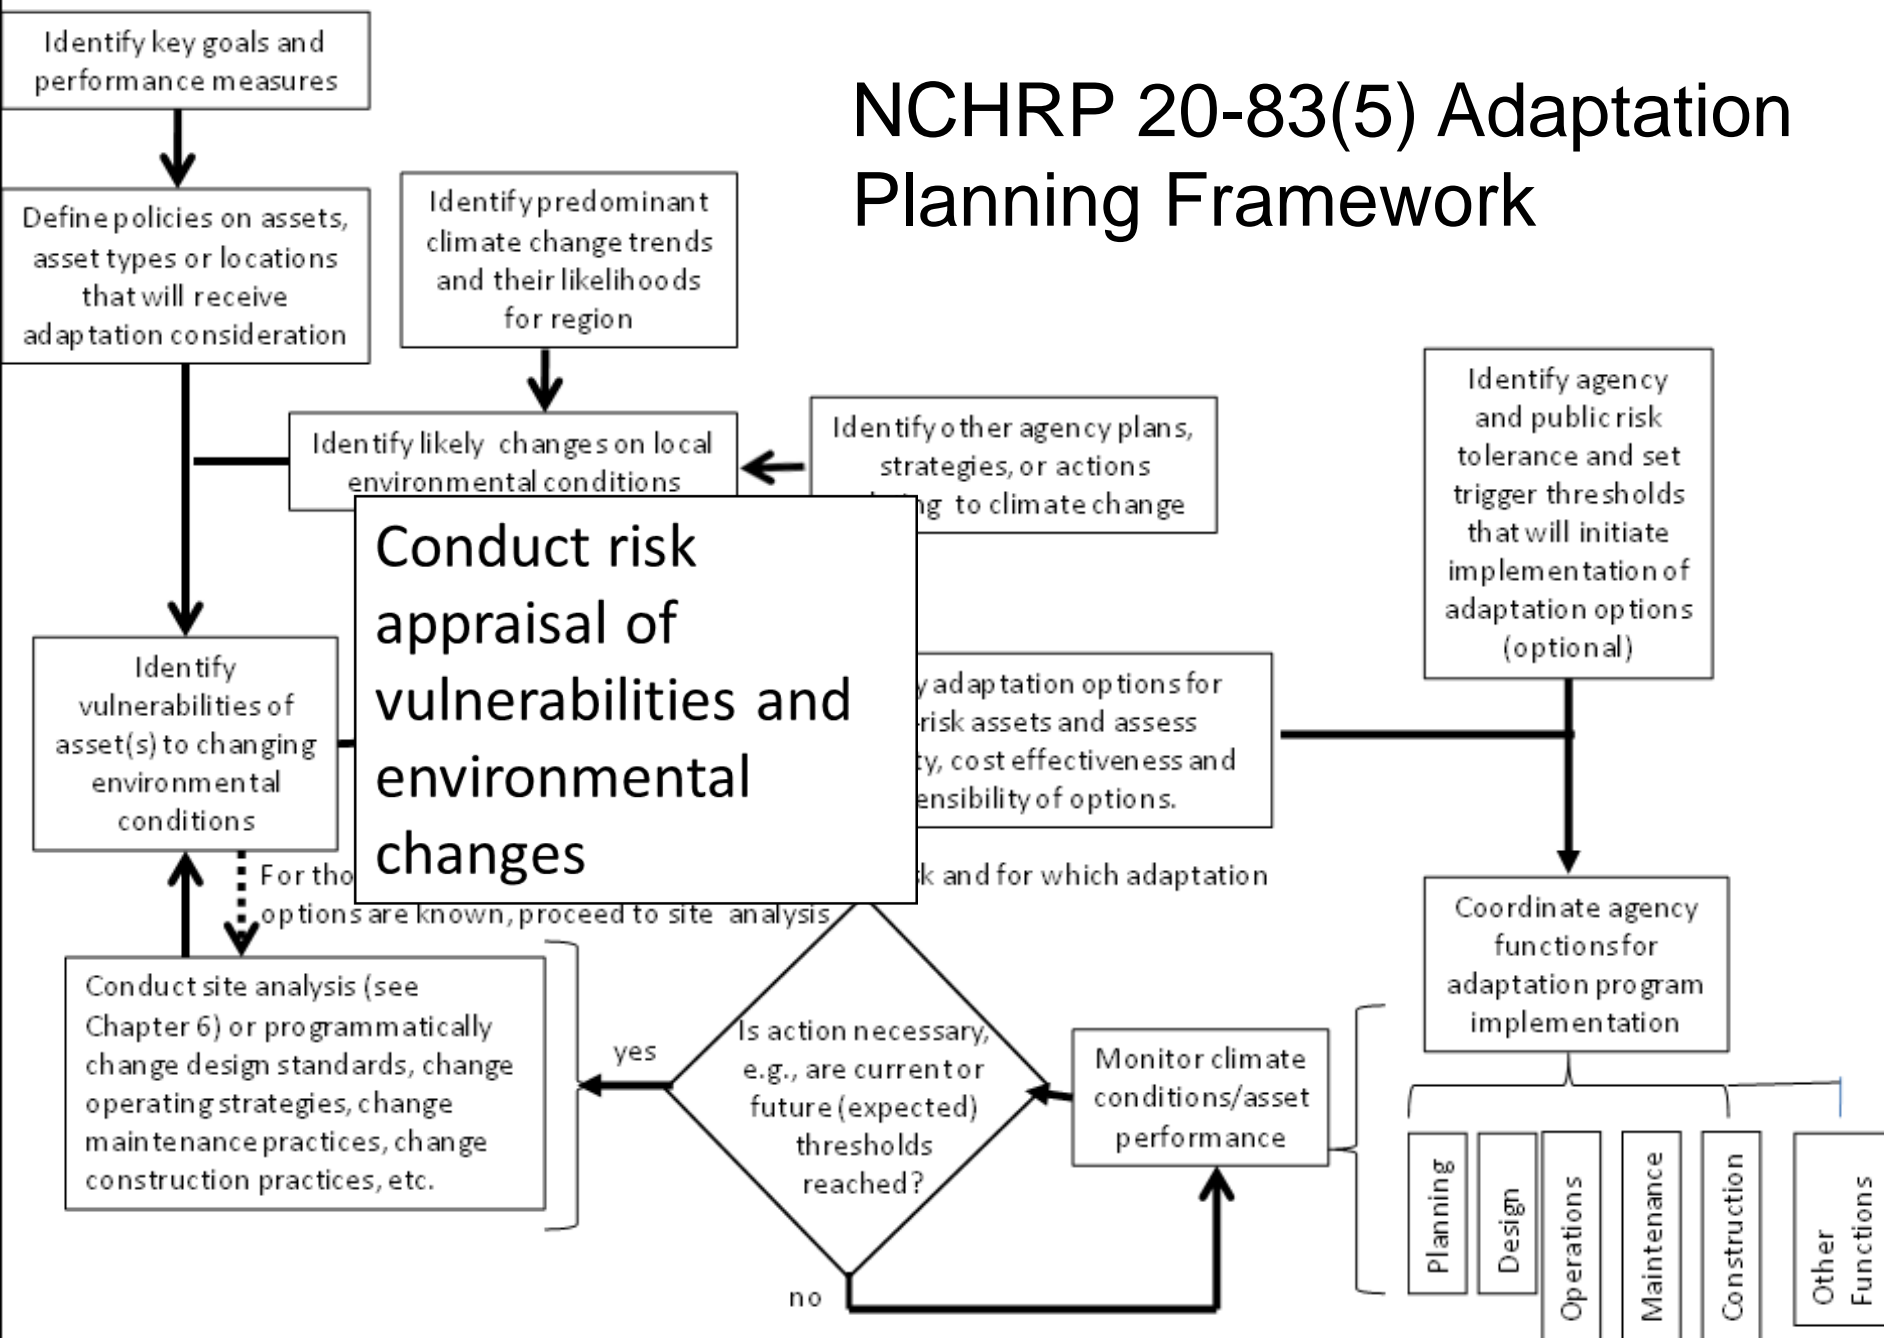 NCHRP 20-83(5) Adaptation
Planning Framework
Identify key goals and
performance measures
Define policies on assets,
asset types or locations
that will receive
adaptation consideration
Identify predominant
climate change trends
and their likelihoods
for region
Identify likely changes on local
environmental conditions
Identify other agency plans,
strategies, or actions
to climate change
Identify agency
and public risk
tolerance and set
trigger thresholds
that will initiate
implementation of
adaptation options
(optional)
Identify
vulnerabilities of
asset(s) to changing
environmental
conditions
Conduct risk
appraisal of
vulnerabilities and
environmental
changes
adaptation options for
risk assets and assess
cost effectiveness and
of options.
For
and for which adaptation
options are known, proceed to site analysis
Conduct site analysis (see
Chapter 6) or programmatically
change design standards, change
operating strategies, change
maintenance practices, change
construction practices, etc.
yes
Is action necessary,
e.g., are current or
future (expected)
thresholds
reached?
no
Monitor climate
conditions/asset
performance
Coordinate agency
functions for
adaptation program
implementation
Planning
Design
Operations
Maintenance
Construction
Other
Functions